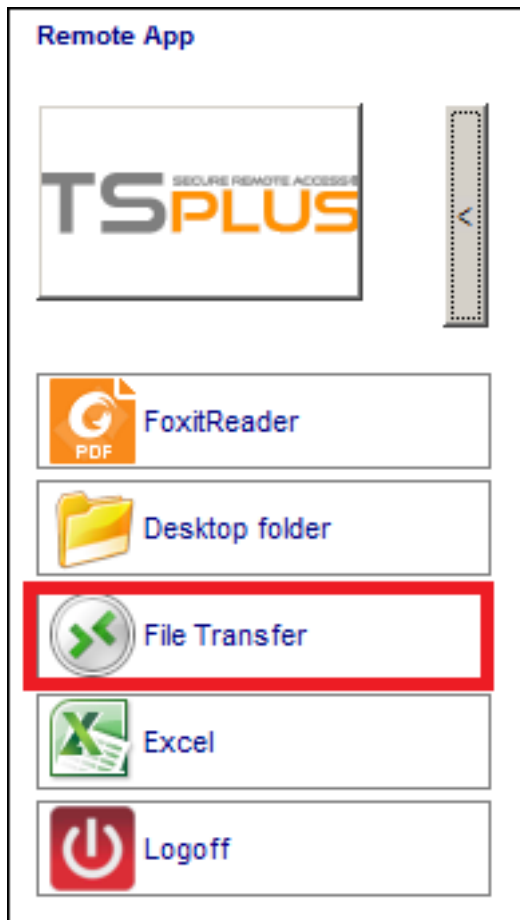 Remote App
SECURE REMOTE ACCESS
TSPLUS
<
FoxitReader
PDF
Desktop folder
File Transfer
Excel
Logoff